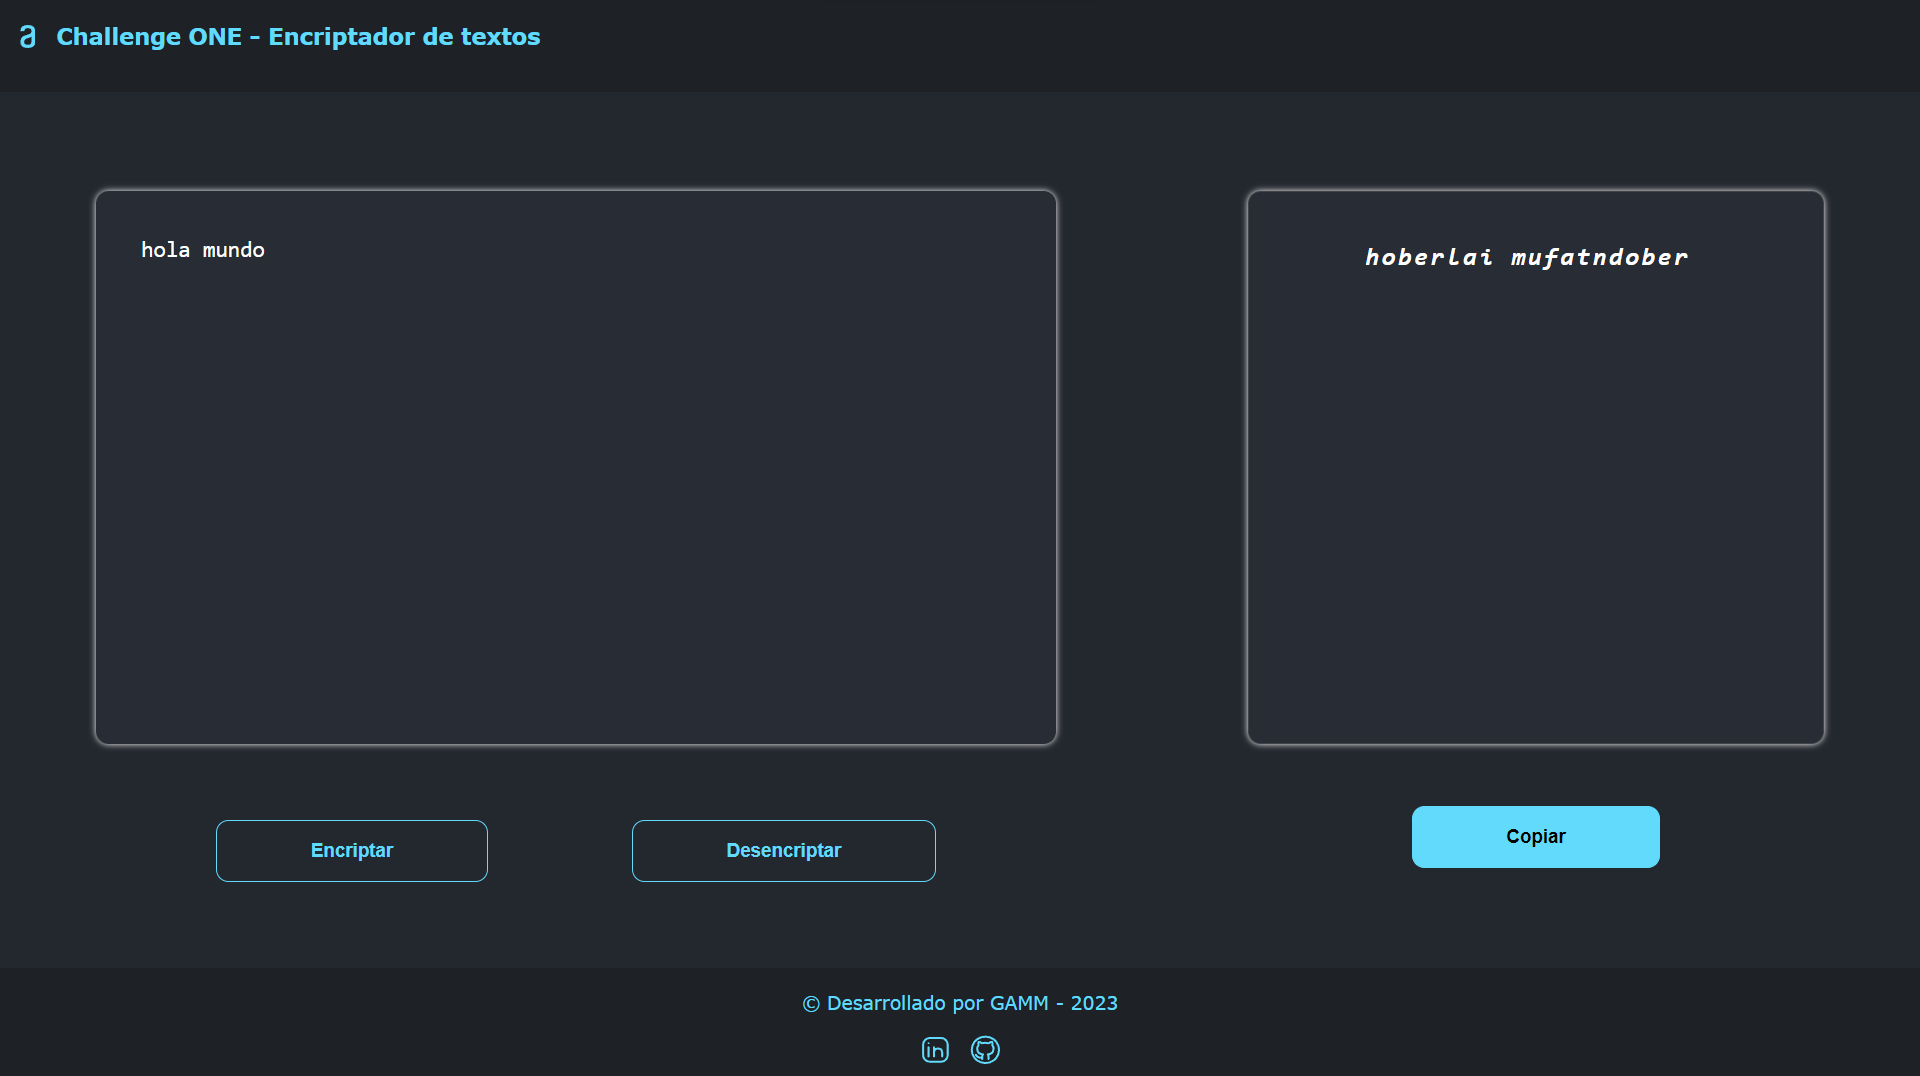 Challenge ONE - Encriptador de textos
hola mundo
hoberlai mufatndober
Encriptar
Desencriptar
Copiar
© Desarrollado por GAMM - 2023